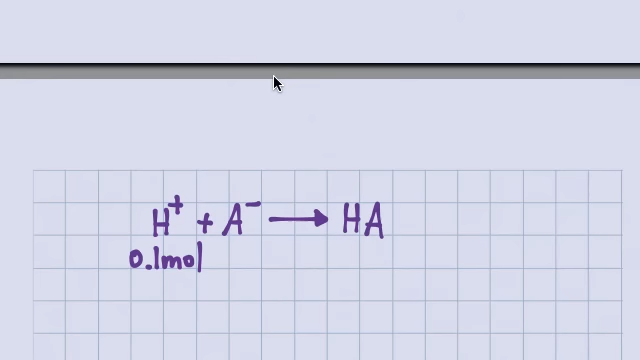 H⁺ + A⁻ → HA
0.1mol